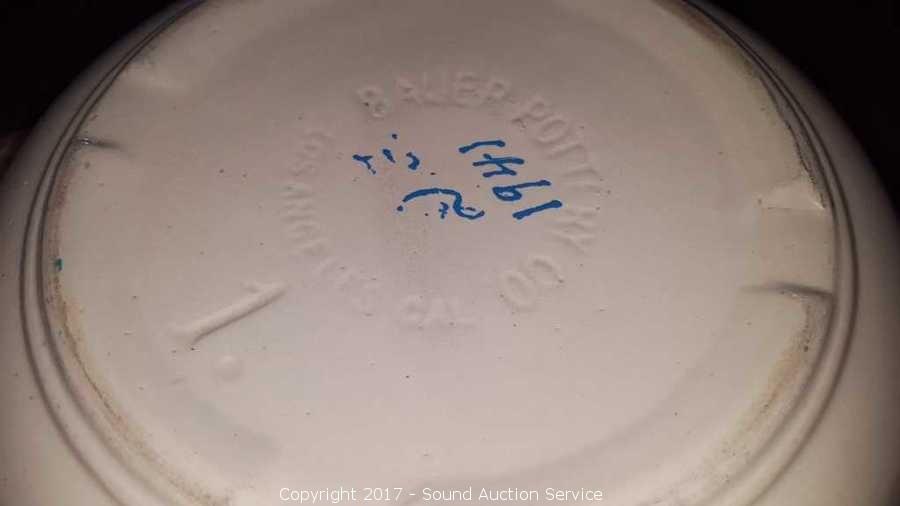 BAUER POTTERY CO
LOS ANGELES CAL
1941
1.
Copyright 2017 - Sound Auction Service